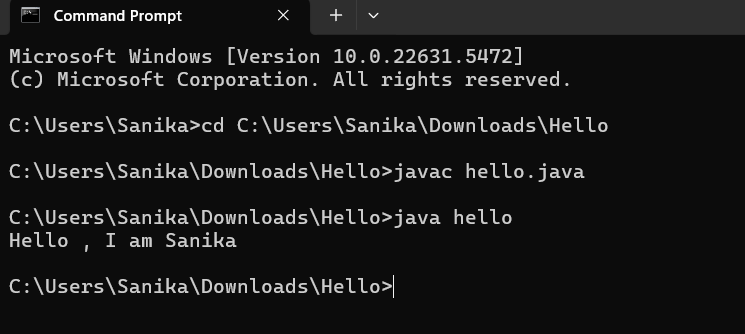 Command Prompt
Microsoft Windows [Version 10.0.22631.5472]
(c) Microsoft Corporation. All rights reserved.
C:\Users\Sanika>cd C:\Users\Sanika\Downloads\Hello
C:\Users\Sanika\Downloads\Hello>javac hello.java
C:\Users\Sanika\Downloads\Hello>java hello
Hello , I am Sanika
C:\Users\Sanika\Downloads\Hello>